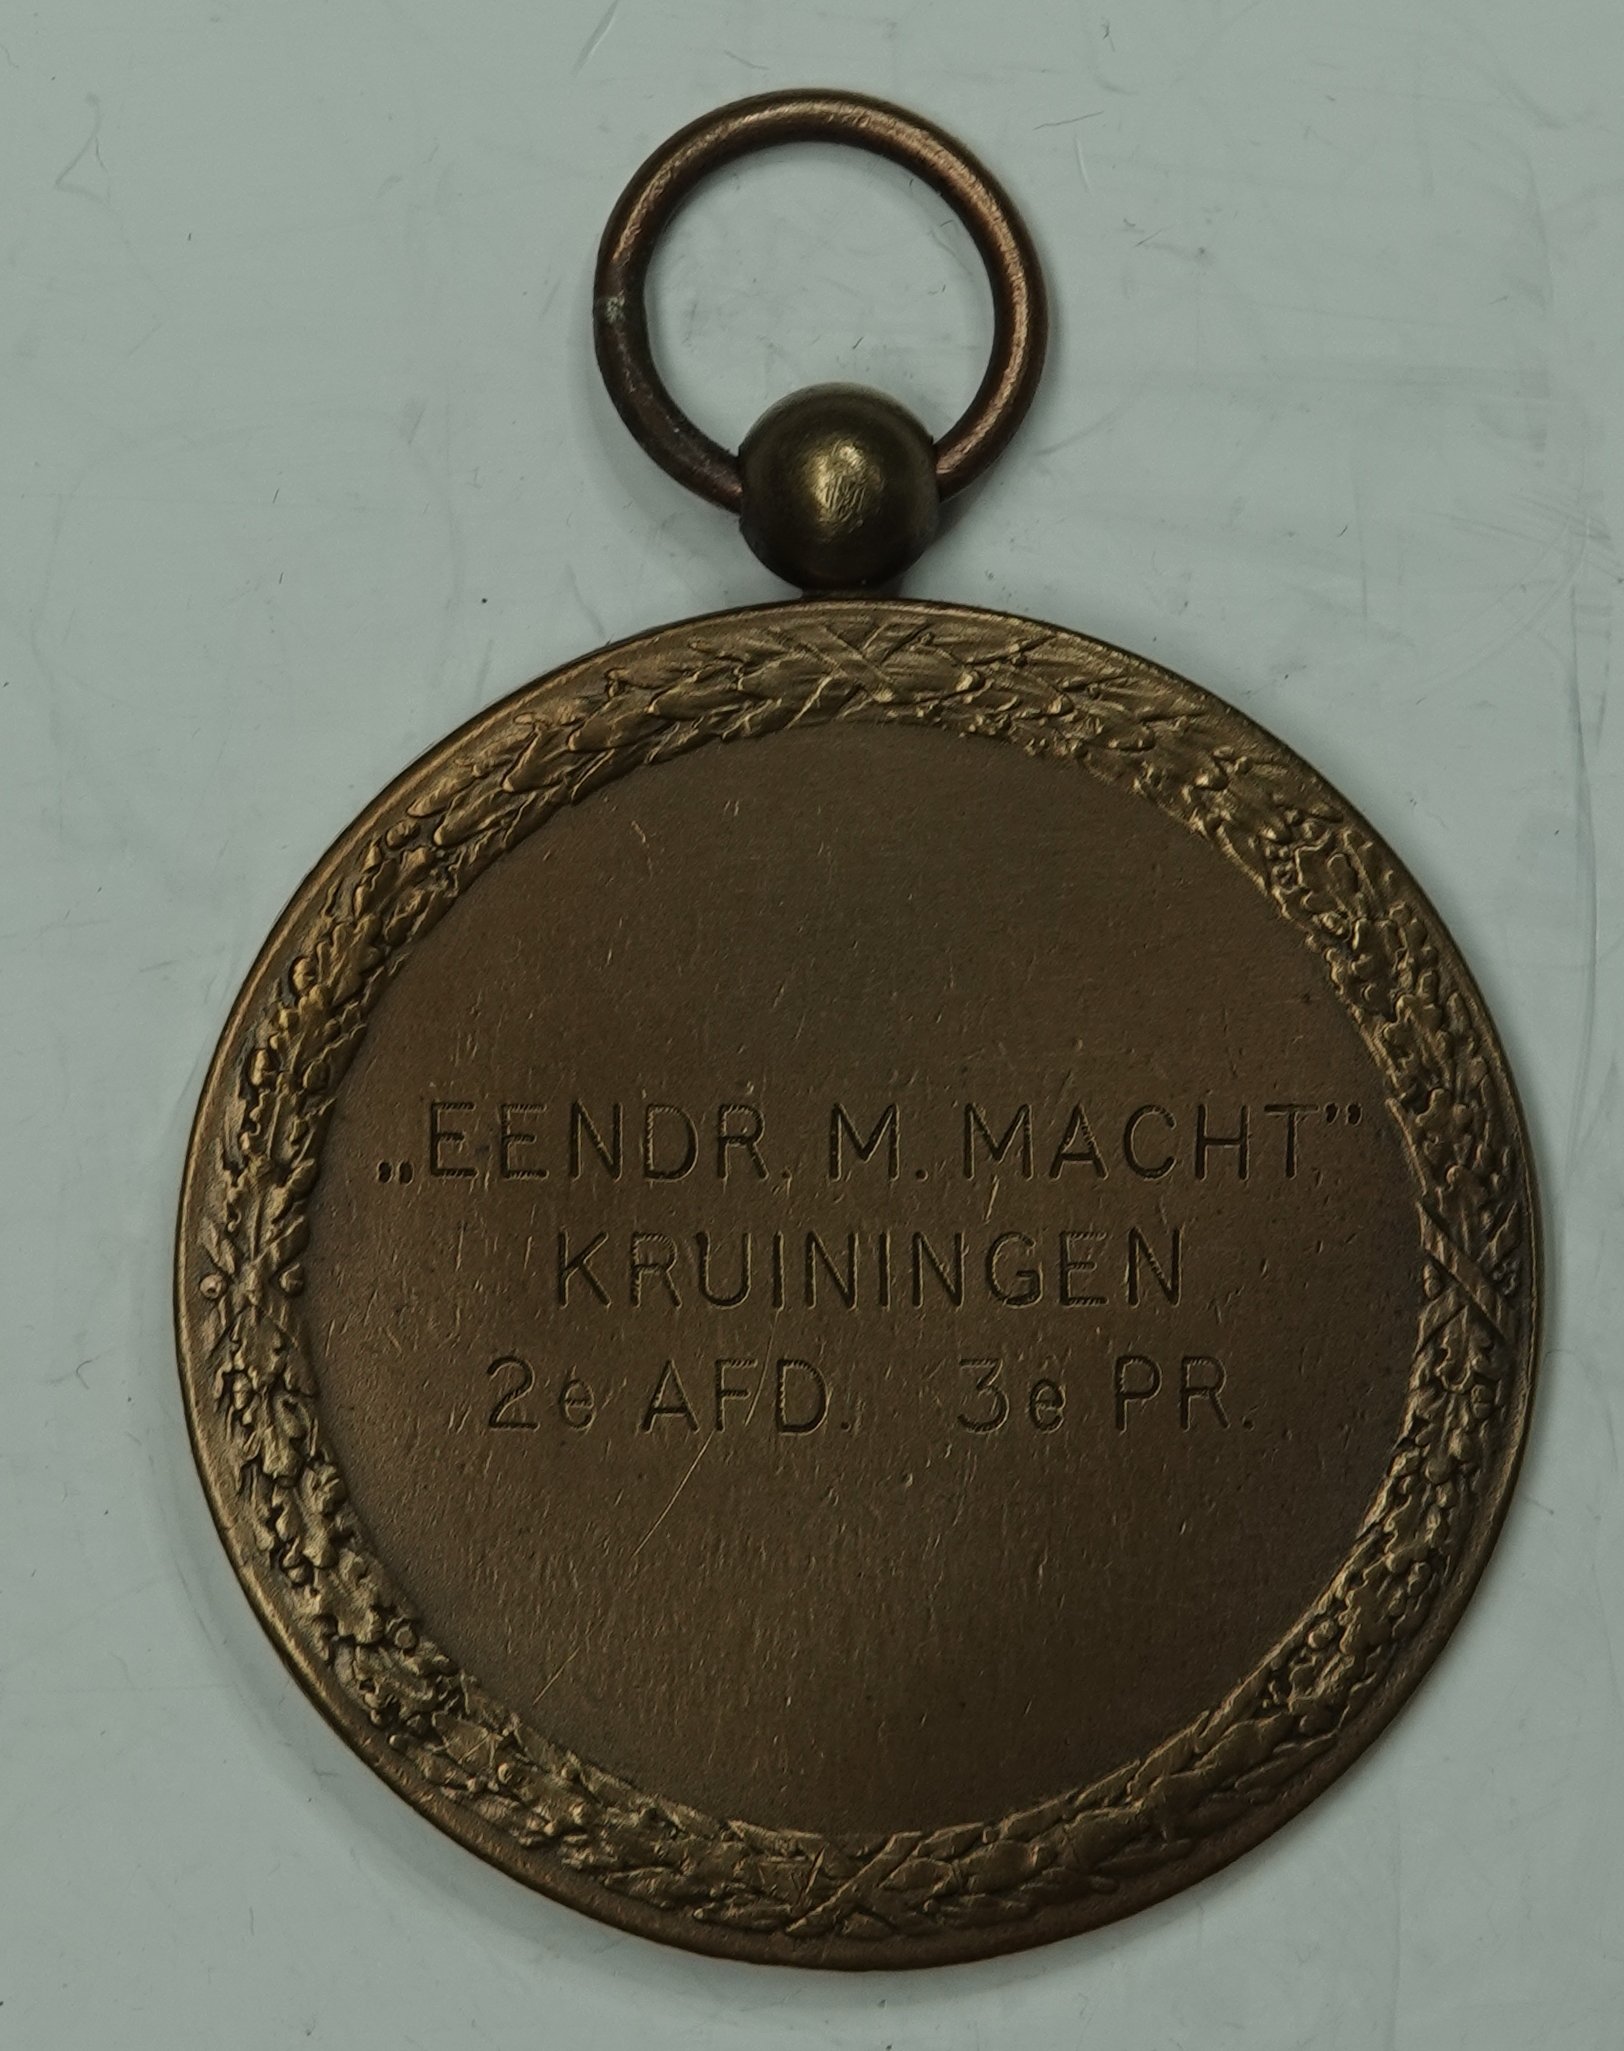 „EENDR. M. MACHT”
KRUININGEN
2e AFD. 3e PR.